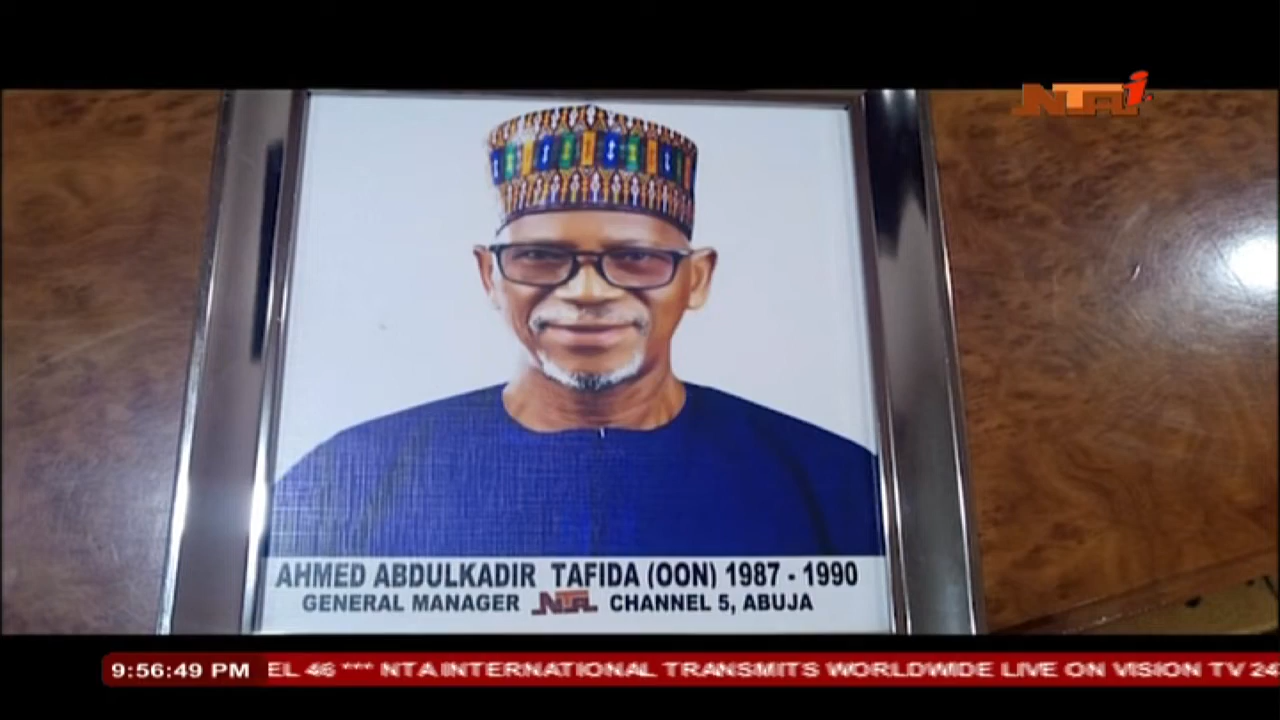 NTAi
AHMED ABDULKADIR TAFIDA (OON) 1987 - 1990
GENERAL MANAGER NTA CHANNEL 5, ABUJA
9:56:49 PM EL 46 *** NTA INTERNATIONAL TRANSMITS WORLDWIDE LIVE ON VISION TV 24